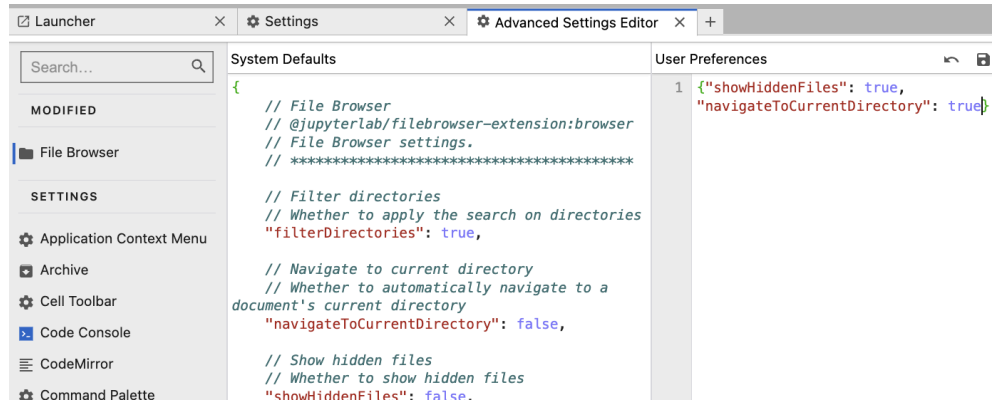 Launcher
Settings
Advanced Settings Editor
Search...
MODIFIED
File Browser
SETTINGS
Application Context Menu
Archive
Cell Toolbar
Code Console
CodeMirror
Command Palette
System Defaults
{
// File Browser
// @jupyterlab/filebrowser-extension:browser
// File Browser settings.
// *****************************************
// Filter directories
// Whether to apply the search on directories
"filterDirectories": true,
// Navigate to current directory
// Whether to automatically navigate to a
document's current directory
"navigateToCurrentDirectory": false,
// Show hidden files
// Whether to show hidden files
"showHiddenFiles": false,
User Preferences
1 {"showHiddenFiles": true,
"navigateToCurrentDirectory": true}